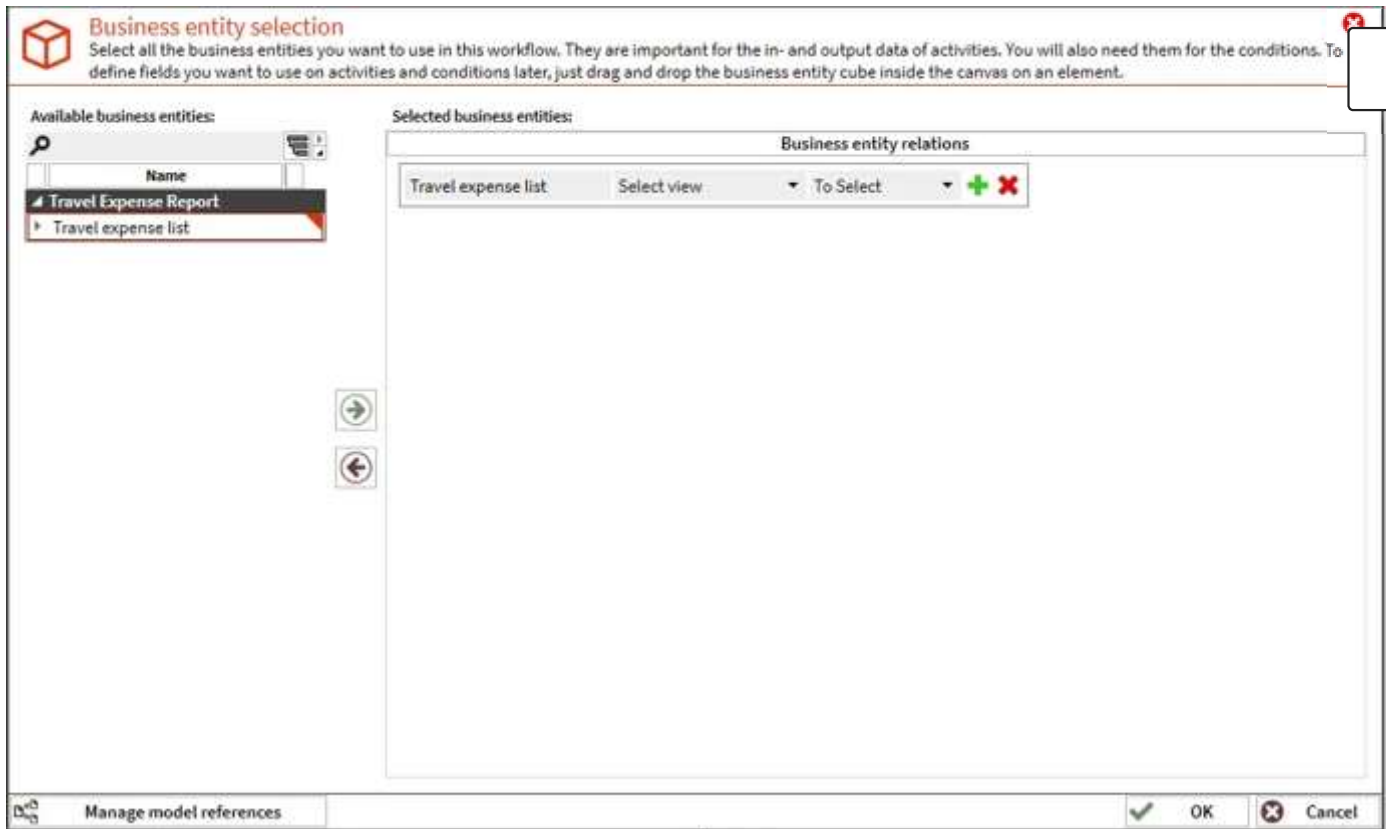 Business entity selection
Select all the business entities you want to use in this workflow. They are important for the in- and output data of activities. You will also need them for the conditions. To
define fields you want to use on activities and conditions later, just drag and drop the business entity cube inside the canvas on an element.
Available business entities:
Selected business entities:
Business entity relations
Name
Travel Expense Report
Travel expense list
Travel expense list Select view To Select
Manage model references
OK
Cancel